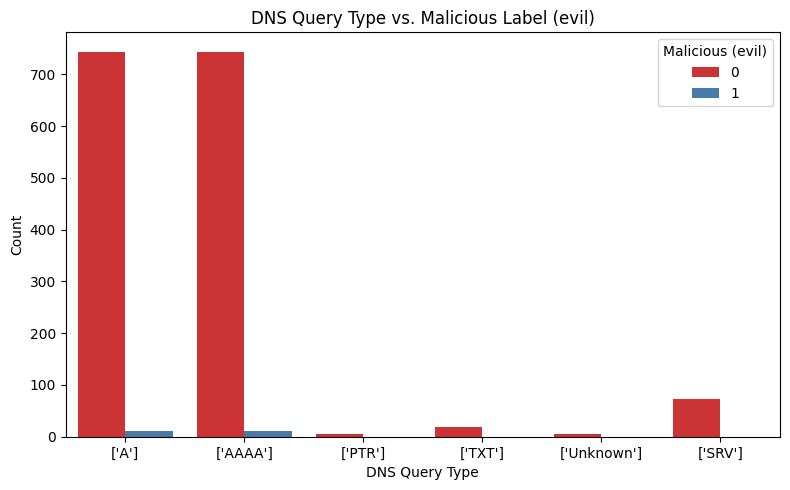 DNS Query Type vs. Malicious Label (evil)
Malicious (evil)
0
1
Count
700
600
500
400
300
200
100
0
['A'] ['AAAA'] ['PTR'] ['TXT'] ['Unknown'] ['SRV']
DNS Query Type